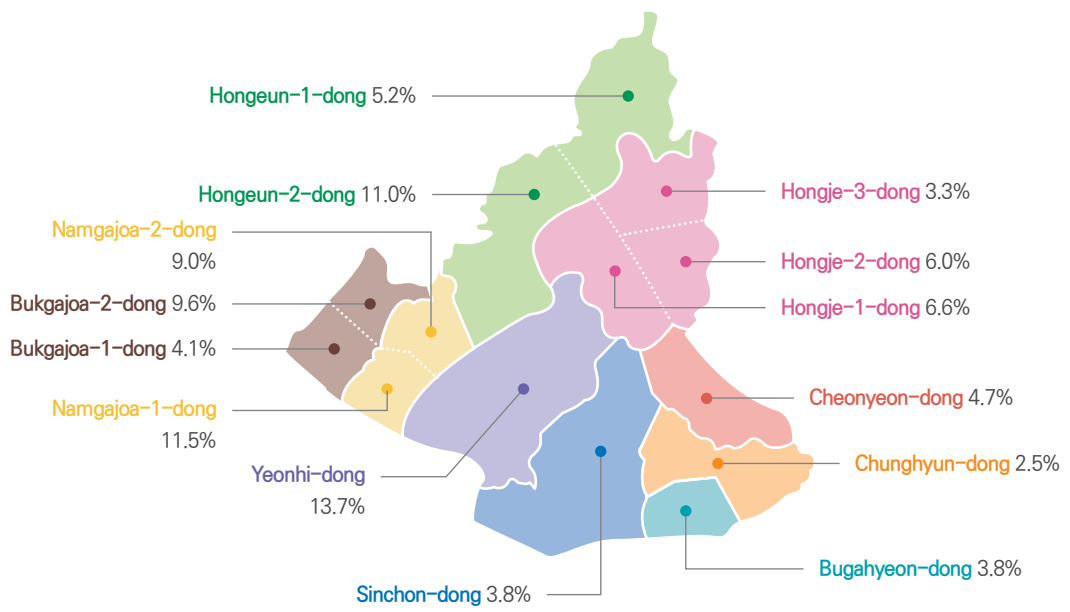 Hongeun-1-dong 5.2%
Hongeun-2-dong 11.0%
Namgajoa-2-dong
9.0%
Bukgajoa-2-dong 9.6%
Bukgajoa-1-dong 4.1%
Namgajoa-1-dong
11.5%
Yeonhi-dong
13.7%
Sinchon-dong 3.8%
Hongje-3-dong 3.3%
Hongje-2-dong 6.0%
Hongje-1-dong 6.6%
Cheonyeon-dong 4.7%
Chunghyun-dong 2.5%
Bugahyeon-dong 3.8%